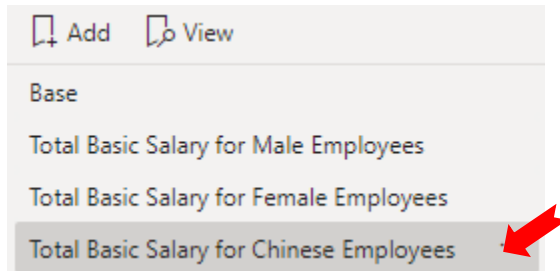 Add View
Base
Total Basic Salary for Male Employees
Total Basic Salary for Female Employees
Total Basic Salary for Chinese Employees